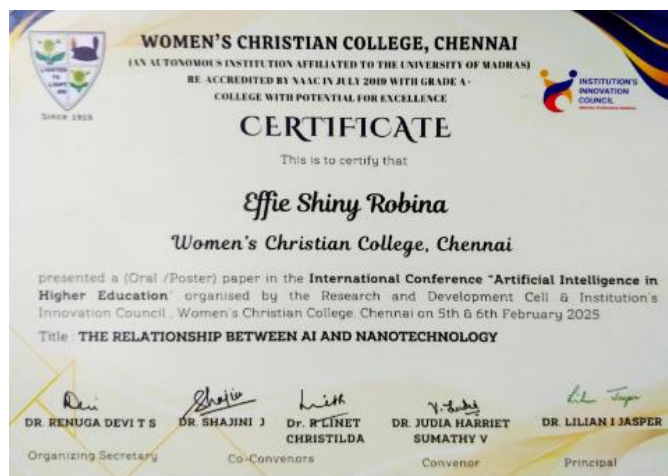 WOMEN'S CHRISTIAN COLLEGE, CHENNAI
(AN AUTONOMOUS INSTITUTION AFFILIATED TO THE UNIVERSITY OF MADRAS)
RE-ACCREDITED BY NAAC IN JULY 2019 WITH GRADE A+
COLLEGE WITH POTENTIAL FOR EXCELLENCE
LIGHTED
TO
LIGHTEN
Since 1915
INSTITUTION'S
INNOVATION
COUNCIL
CERTIFICATE
This is to certify that
Effie Shiny Robina
Women's Christian College, Chennai
presented a (Oral /Poster) paper in the International Conference "Artificial Intelligence in
Higher Education" organised by the Research and Development Cell & Institution's
Innovation Council , Women's Christian College, Chennai on 5th & 6th February 2025
Title : THE RELATIONSHIP BETWEEN AI AND NANOTECHNOLOGY
DR. RENUGA DEVI T S
DR. SHAJINI J
Dr. R LINET
CHRISTILDA
DR. JUDIA HARRIET
SUMATHY V
DR. LILIAN I JASPER
Organizing Secretary
Co-Convenors
Convenor
Principal